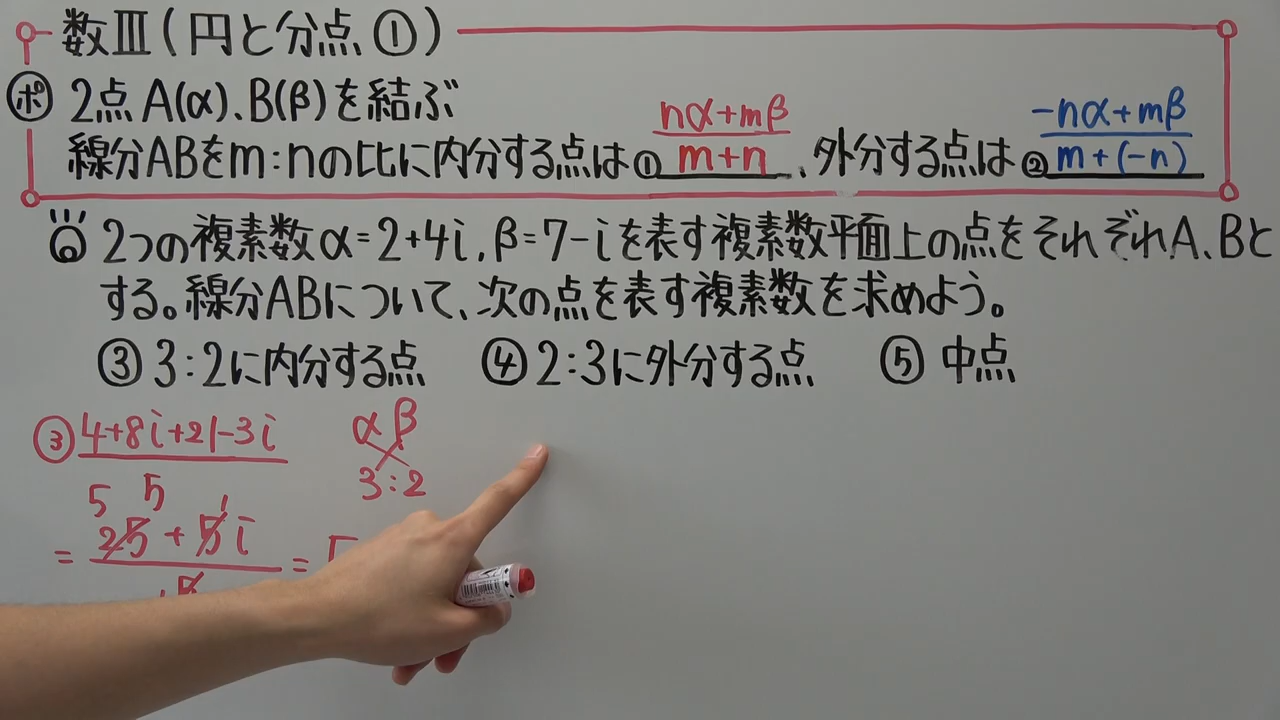 数Ⅲ(円と分点①)
ポ 2点A(α).B(β)を結ぶ
線分ABをm:nの比に内分する点は① nα+mβ / m+n 、外分する点は② -nα+mβ / m+(-n)
2つの複素数α=2+4i,β=7-iを表す複素数平面上の点をそれぞれA、Bと
する。線分ABについて、次の点を表す複素数を求めよう。
③ 3:2に内分する点 ④ 2:3に外分する点 ⑤ 中点
③ 4+8i+21-3i / 5
α β
3:2
= 25+5i / 5 =
5 1